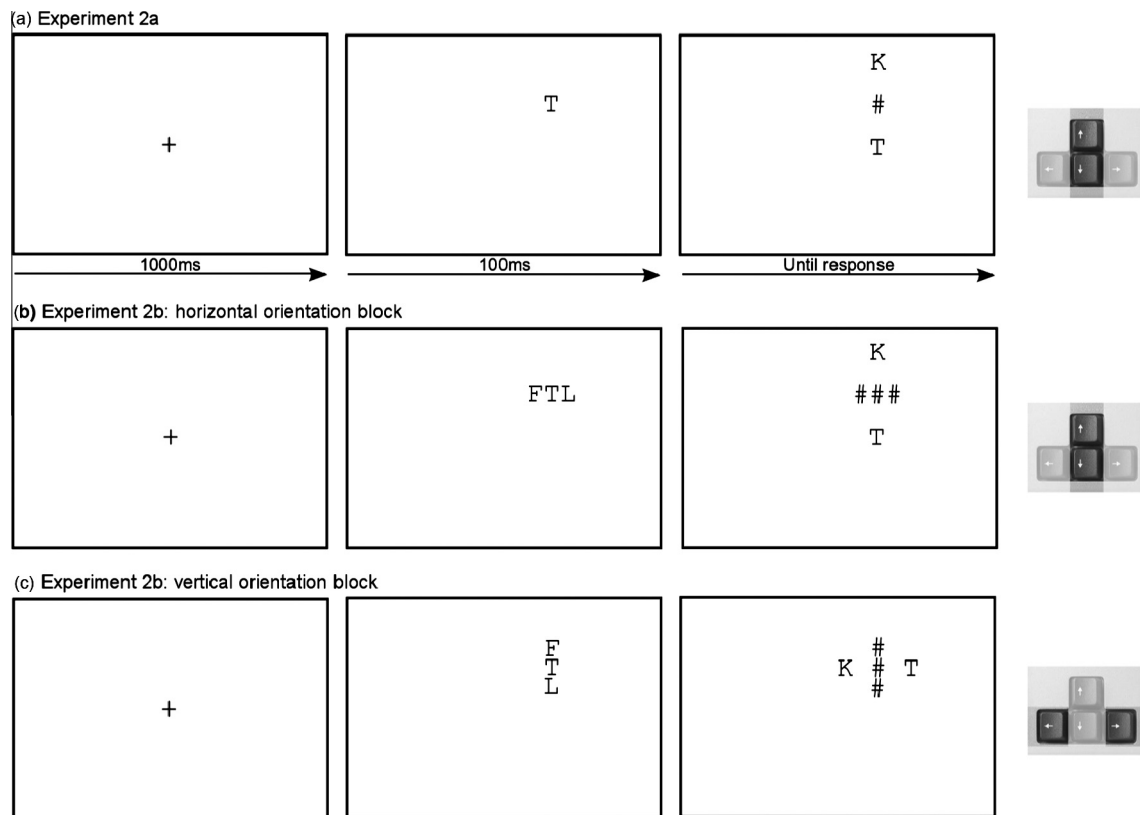 (a) Experiment 2a
+
T
K
#
T
1000ms
100ms
Until response
(b) Experiment 2b: horizontal orientation block
+
FTL
K
###
T
(c) Experiment 2b: vertical orientation block
+
F
T
L
#
K # T
#